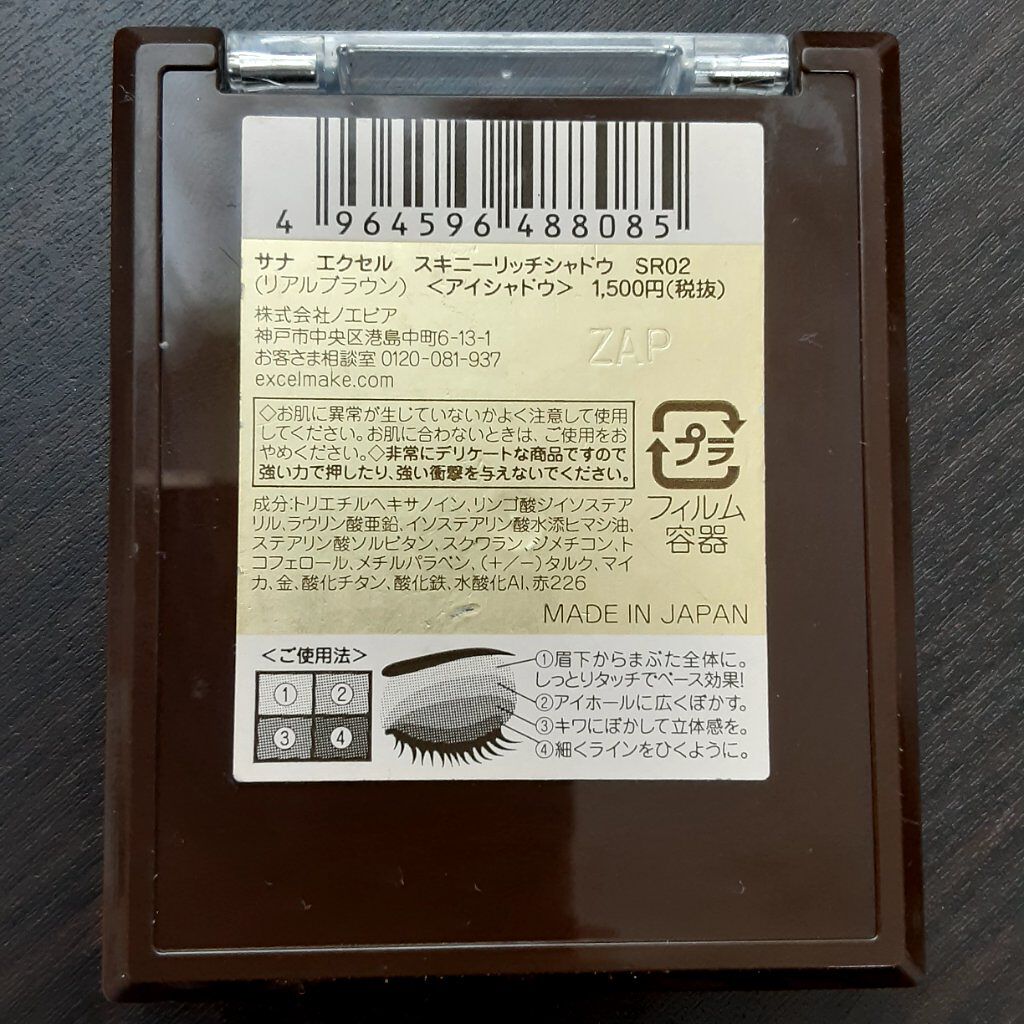 4 964596 488085
サナ エクセル スキニーリッチシャドウ SR02
(リアルブラウン) <アイシャドウ> 1,500円(税抜)
株式会社ノエビア
神戸市中央区港島中町6-13-1
お客さま相談室 0120-081-937
excelmake.com
ZAP
◇お肌に異常が生じていないかよく注意して使用
してください。お肌に合わないときは、ご使用をお
やめください。◇非常にデリケートな商品ですので
強い力で押したり、強い衝撃を与えないでください。
プラ
フィルム
容器
成分:トリエチルヘキサノイン、リンゴ酸ジイソステア
リル、ラウリン酸亜鉛、イソステアリン酸水添ヒマシ油、
ステアリン酸ソルビタン、スクワラン、ジメチコン、ト
コフェロール、メチルパラベン、(+/−)タルク、マイ
カ、金、酸化チタン、酸化鉄、水酸化Al、赤226
MADE IN JAPAN
<ご使用法>
① ②
③ ④
①眉下からまぶた全体に。
しっとりタッチでベース効果!
②アイホールに広くぼかす。
③キワにぼかして立体感を。
④細くラインをひくように。